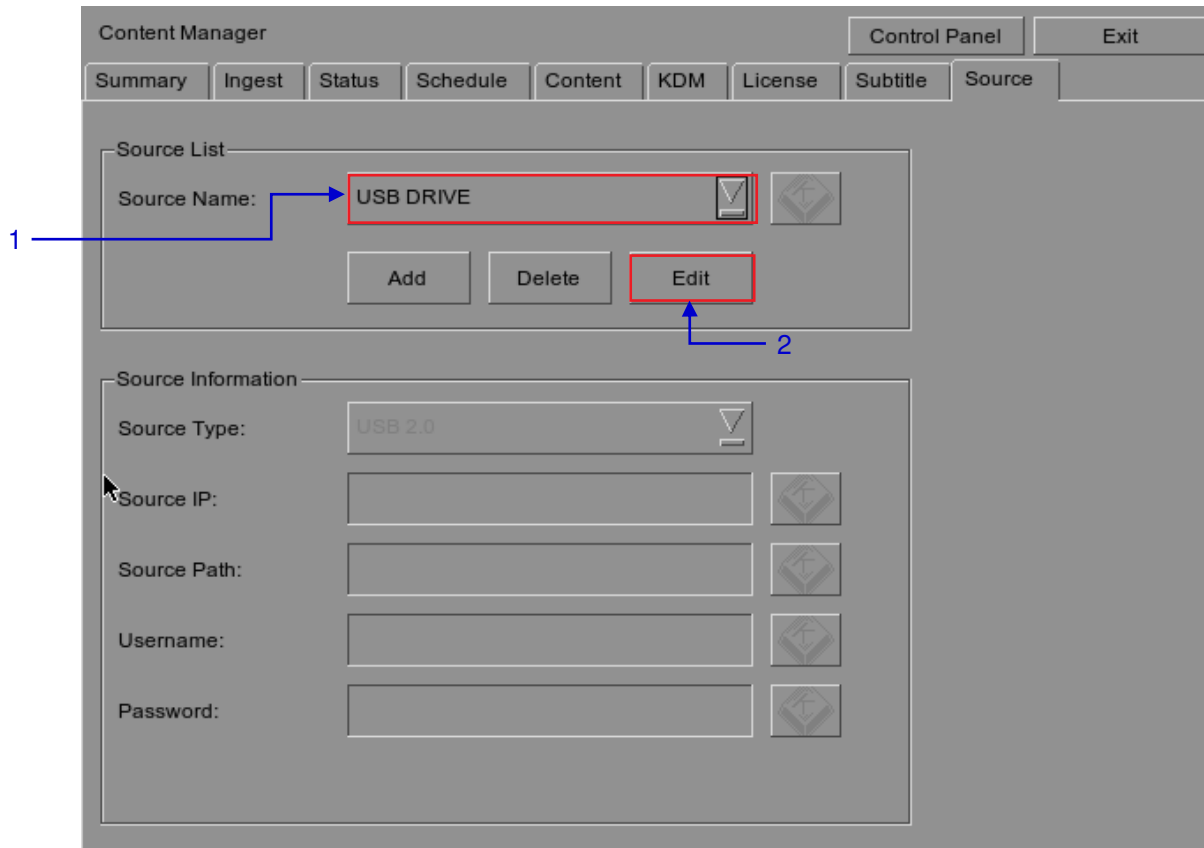 Content Manager
Control Panel
Exit
Summary
Ingest
Status
Schedule
Content
KDM
License
Subtitle
Source
Source List
Source Name:
USB DRIVE
1
Add
Delete
Edit
2
Source Information
Source Type:
USB 2.0
Source IP:
Source Path:
Username:
Password: